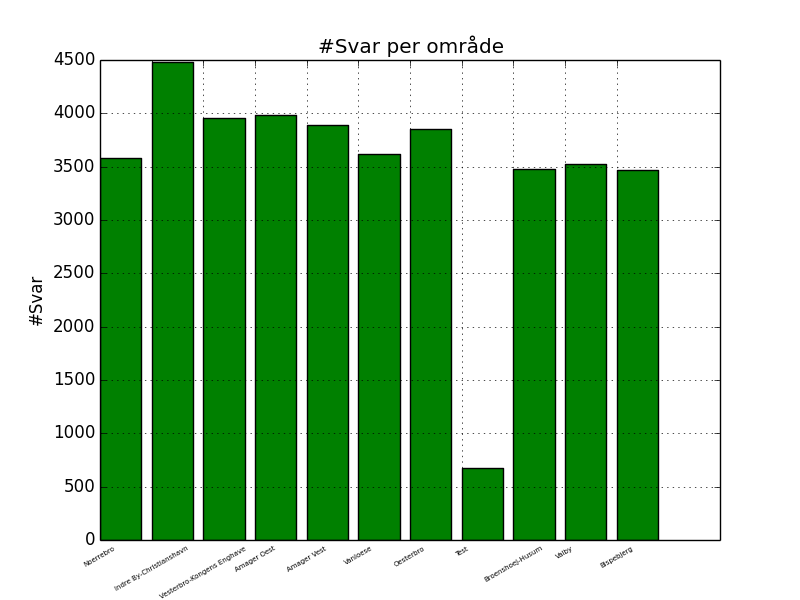 #Svar per område
4500
4000
3500
3000
2500
2000
1500
1000
500
0
#Svar
Noerrebro
Indre By-Christianshavn
Vesterbro-Kongens Enghave
Amager Oest
Amager Vest
Vanloese
Oesterbro
Test
Broenshoej-Husum
Valby
Bispebjerg